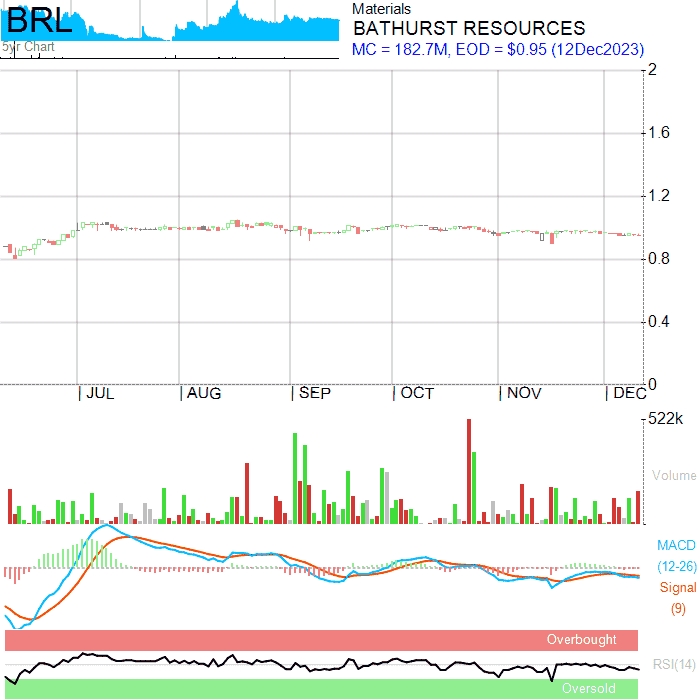 BRL
5yr Chart
Materials
BATHURST RESOURCES
MC = 182.7M, EOD = $0.95 (12Dec2023)
2
1.6
1.2
0.8
0.4
0
| JUL | AUG | SEP | OCT | NOV | DEC
522k
Volume
MACD
(12-26)
Signal
(9)
Overbought
RSI(14)
Oversold